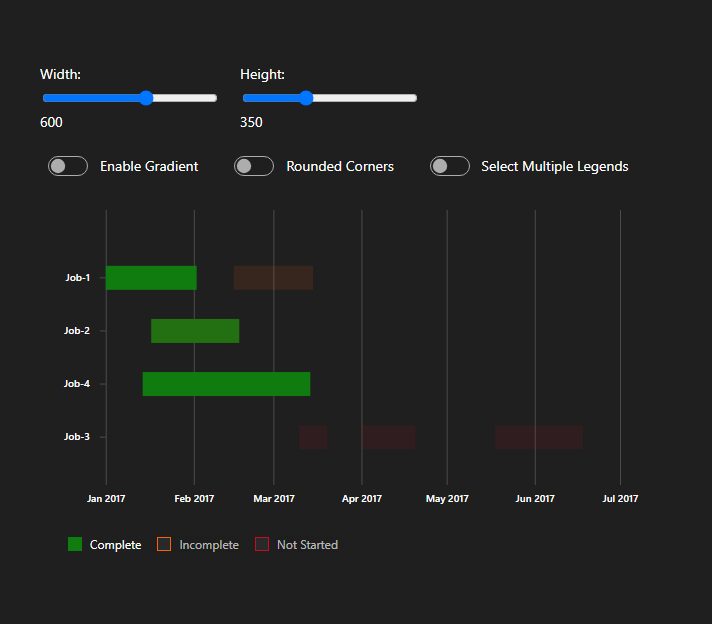 Width: Height:
600 350
Enable Gradient Rounded Corners Select Multiple Legends
Job-1
Job-2
Job-4
Job-3
Jan 2017 Feb 2017 Mar 2017 Apr 2017 May 2017 Jun 2017 Jul 2017
Complete Incomplete Not Started